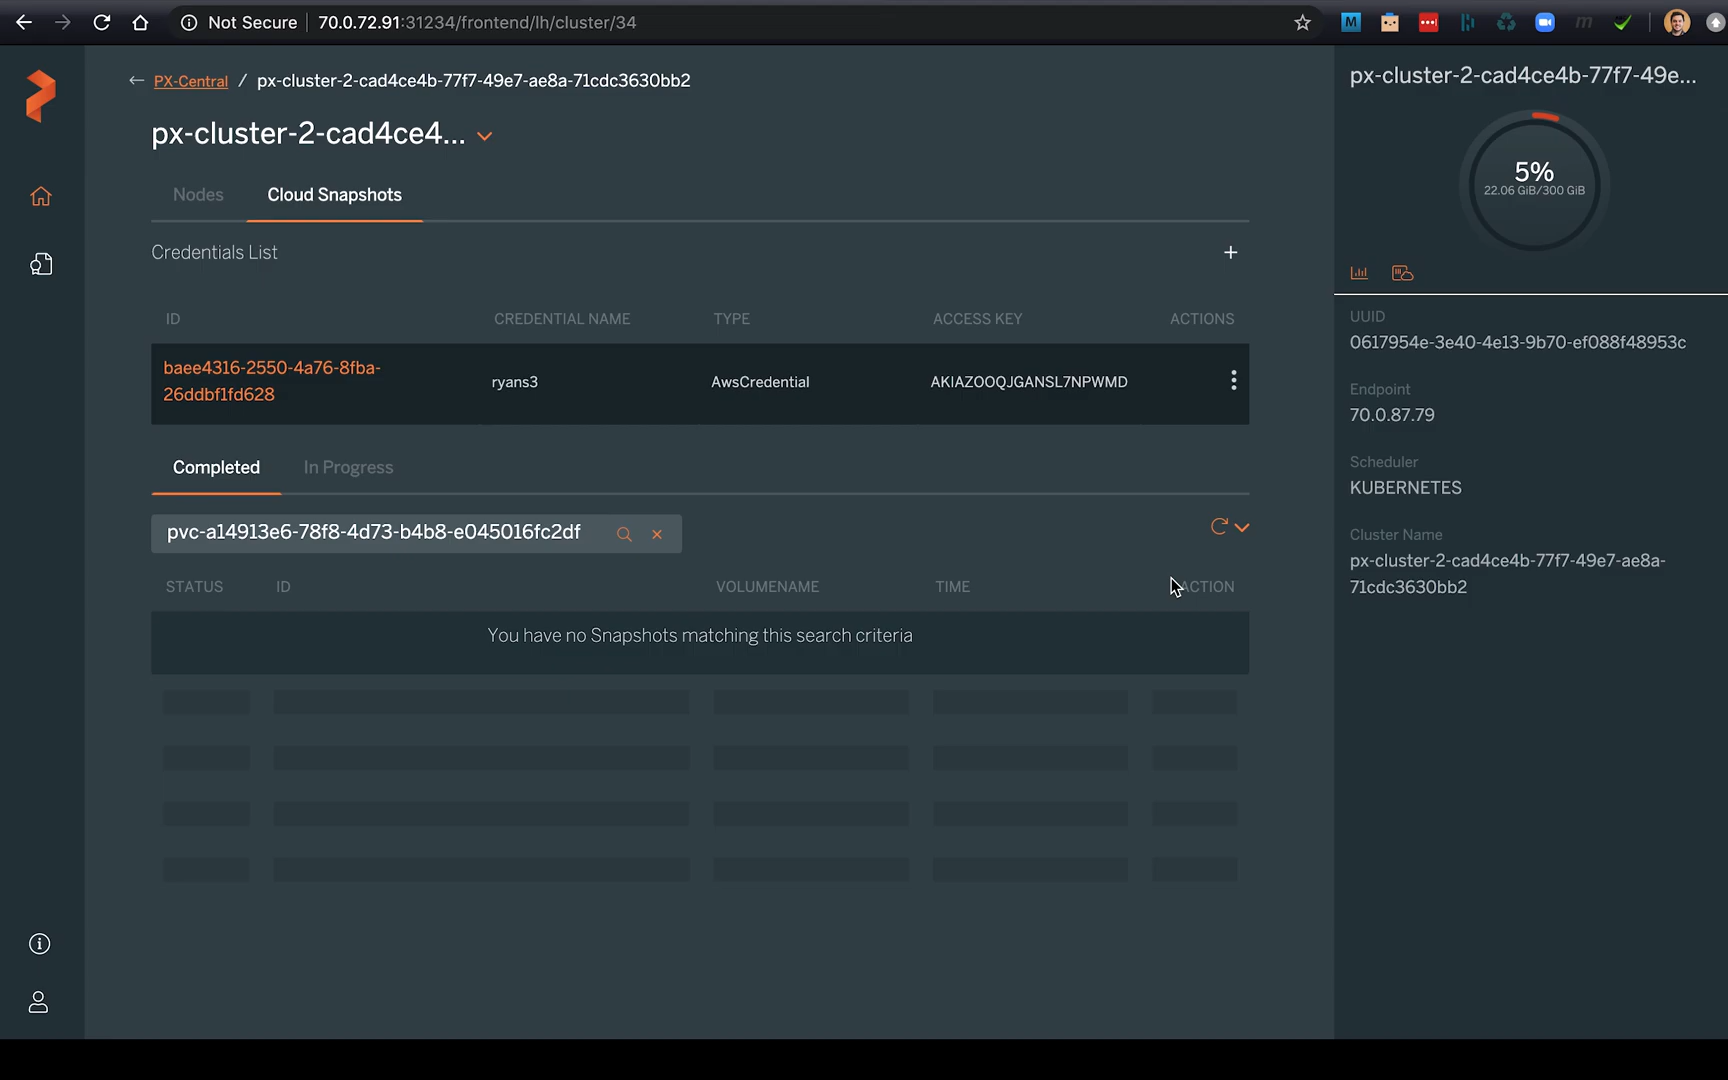 Not Secure 70.0.72.91:31234/frontend/lh/cluster/34
PX-Central / px-cluster-2-cad4ce4b-77f7-49e7-ae8a-71cdc3630bb2
px-cluster-2-cad4ce4...
Nodes Cloud Snapshots
Credentials List
ID CREDENTIAL NAME TYPE ACCESS KEY ACTIONS
baee4316-2550-4a76-8fba-
26ddbf1fd628
ryans3 AwsCredential AKIAZOOQJGANSL7NPWMD
Completed In Progress
pvc-a14913e6-78f8-4d73-b4b8-e045016fc2df
STATUS ID VOLUMENAME TIME ACTION
You have no Snapshots matching this search criteria
px-cluster-2-cad4ce4b-77f7-49e...
5%
22.06 GiB/300 GiB
UUID
0617954e-3e40-4e13-9b70-ef088f48953c
Endpoint
70.0.87.79
Scheduler
KUBERNETES
Cluster Name
px-cluster-2-cad4ce4b-77f7-49e7-ae8a-
71cdc3630bb2